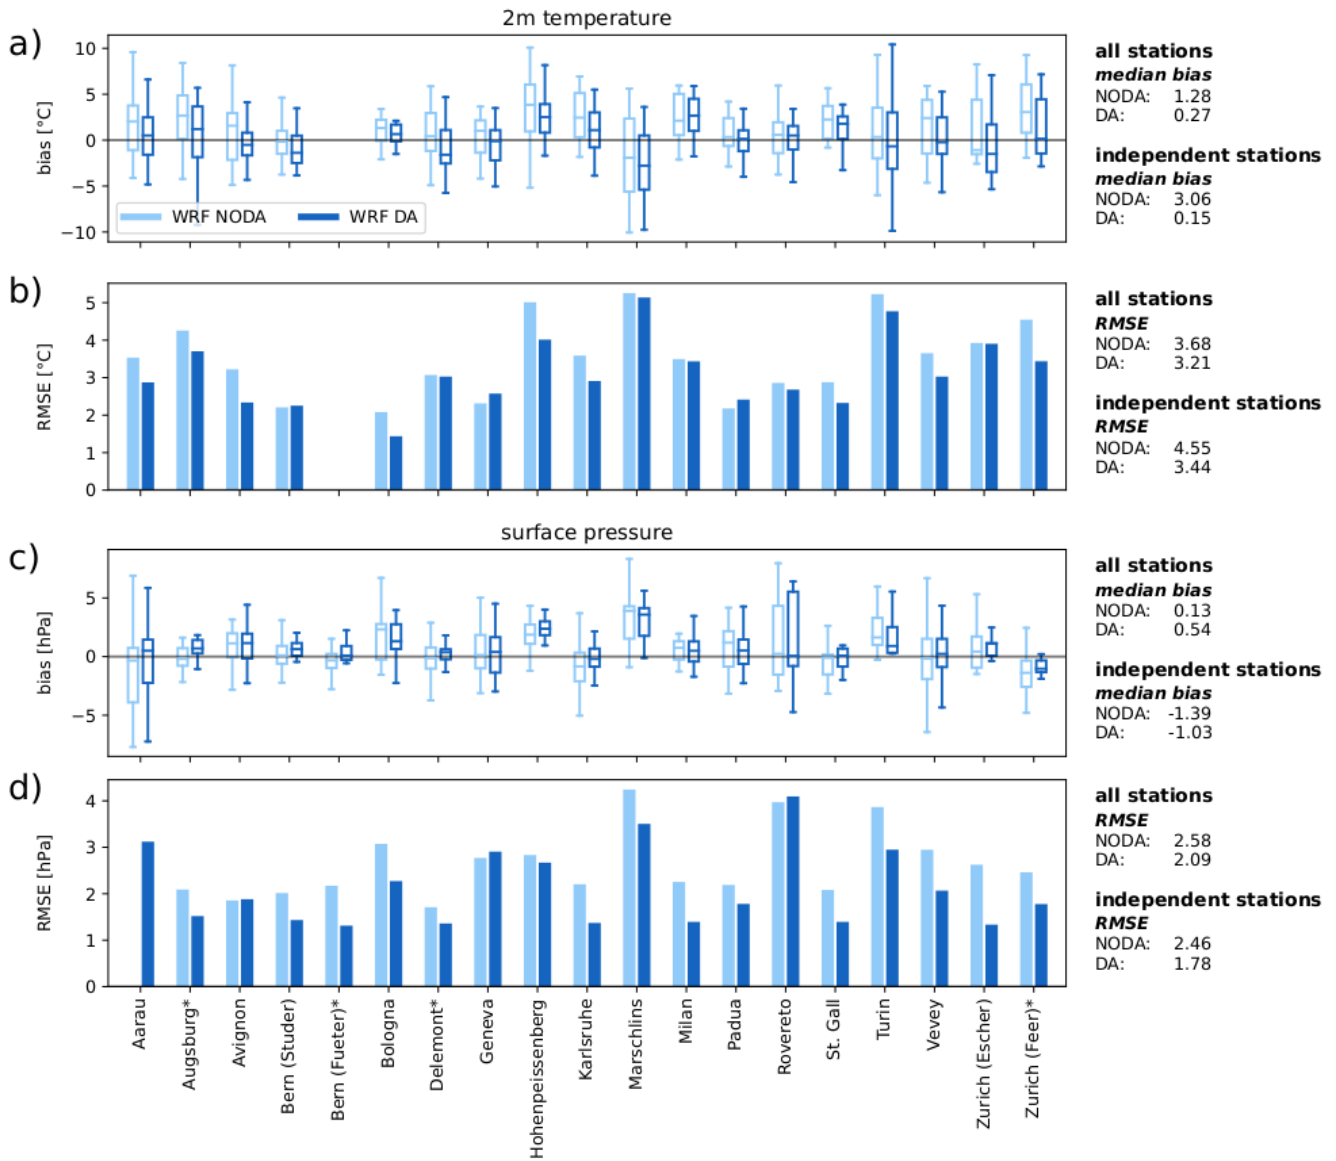 2m temperature
a)
10
5
0
−5
−10
bias [°C]
WRF NODA
WRF DA
all stations
median bias
NODA: 1.28
DA: 0.27
independent stations
median bias
NODA: 3.06
DA: 0.15
b)
5
4
3
2
1
0
RMSE [°C]
all stations
RMSE
NODA: 3.68
DA: 3.21
independent stations
RMSE
NODA: 4.55
DA: 3.44
surface pressure
c)
5
0
−5
bias [hPa]
all stations
median bias
NODA: 0.13
DA: 0.54
independent stations
median bias
NODA: -1.39
DA: -1.03
d)
4
3
2
1
0
RMSE [hPa]
all stations
RMSE
NODA: 2.58
DA: 2.09
independent stations
RMSE
NODA: 2.46
DA: 1.78
Aarau
Augsburg*
Avignon
Bern (Studer)
Bern (Fueter)*
Bologna
Delemont*
Geneva
Hohenpeissenberg
Karlsruhe
Marschlins
Milan
Padua
Rovereto
St. Gall
Turin
Vevey
Zurich (Escher)
Zurich (Feer)*